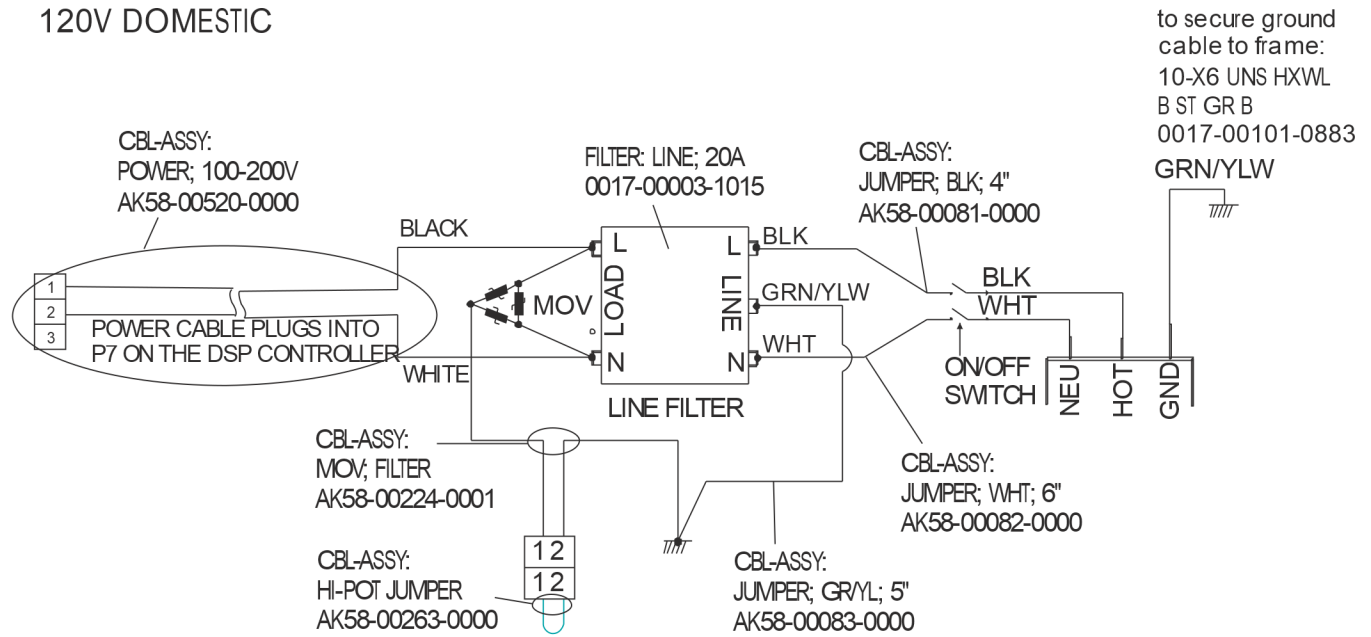 120V DOMESTIC
to secure ground
cable to frame:
10-X6 UNS HXWL
B ST GR B
0017-00101-0883
GRN/YLW
CBL-ASSY:
POWER; 100-200V
AK58-00520-0000
FILTER: LINE; 20A
0017-00003-1015
CBL-ASSY:
JUMPER; BLK; 4"
AK58-00081-0000
BLACK
L
L
BLK
BLK
WHT
1
2
3
MOV
LOAD
LINE
GRN/YLW
POWER CABLE PLUGS INTO
P7 ON THE DSP CONTROLLER
WHITE
N
N
WHT
ON/OFF
SWITCH
NEU
HOT
GND
LINE FILTER
CBL-ASSY:
MOV; FILTER
AK58-00224-0001
CBL-ASSY:
JUMPER; WHT; 6"
AK58-00082-0000
1 2
1 2
CBL-ASSY:
HI-POT JUMPER
AK58-00263-0000
CBL-ASSY:
JUMPER; GR/YL; 5"
AK58-00083-0000